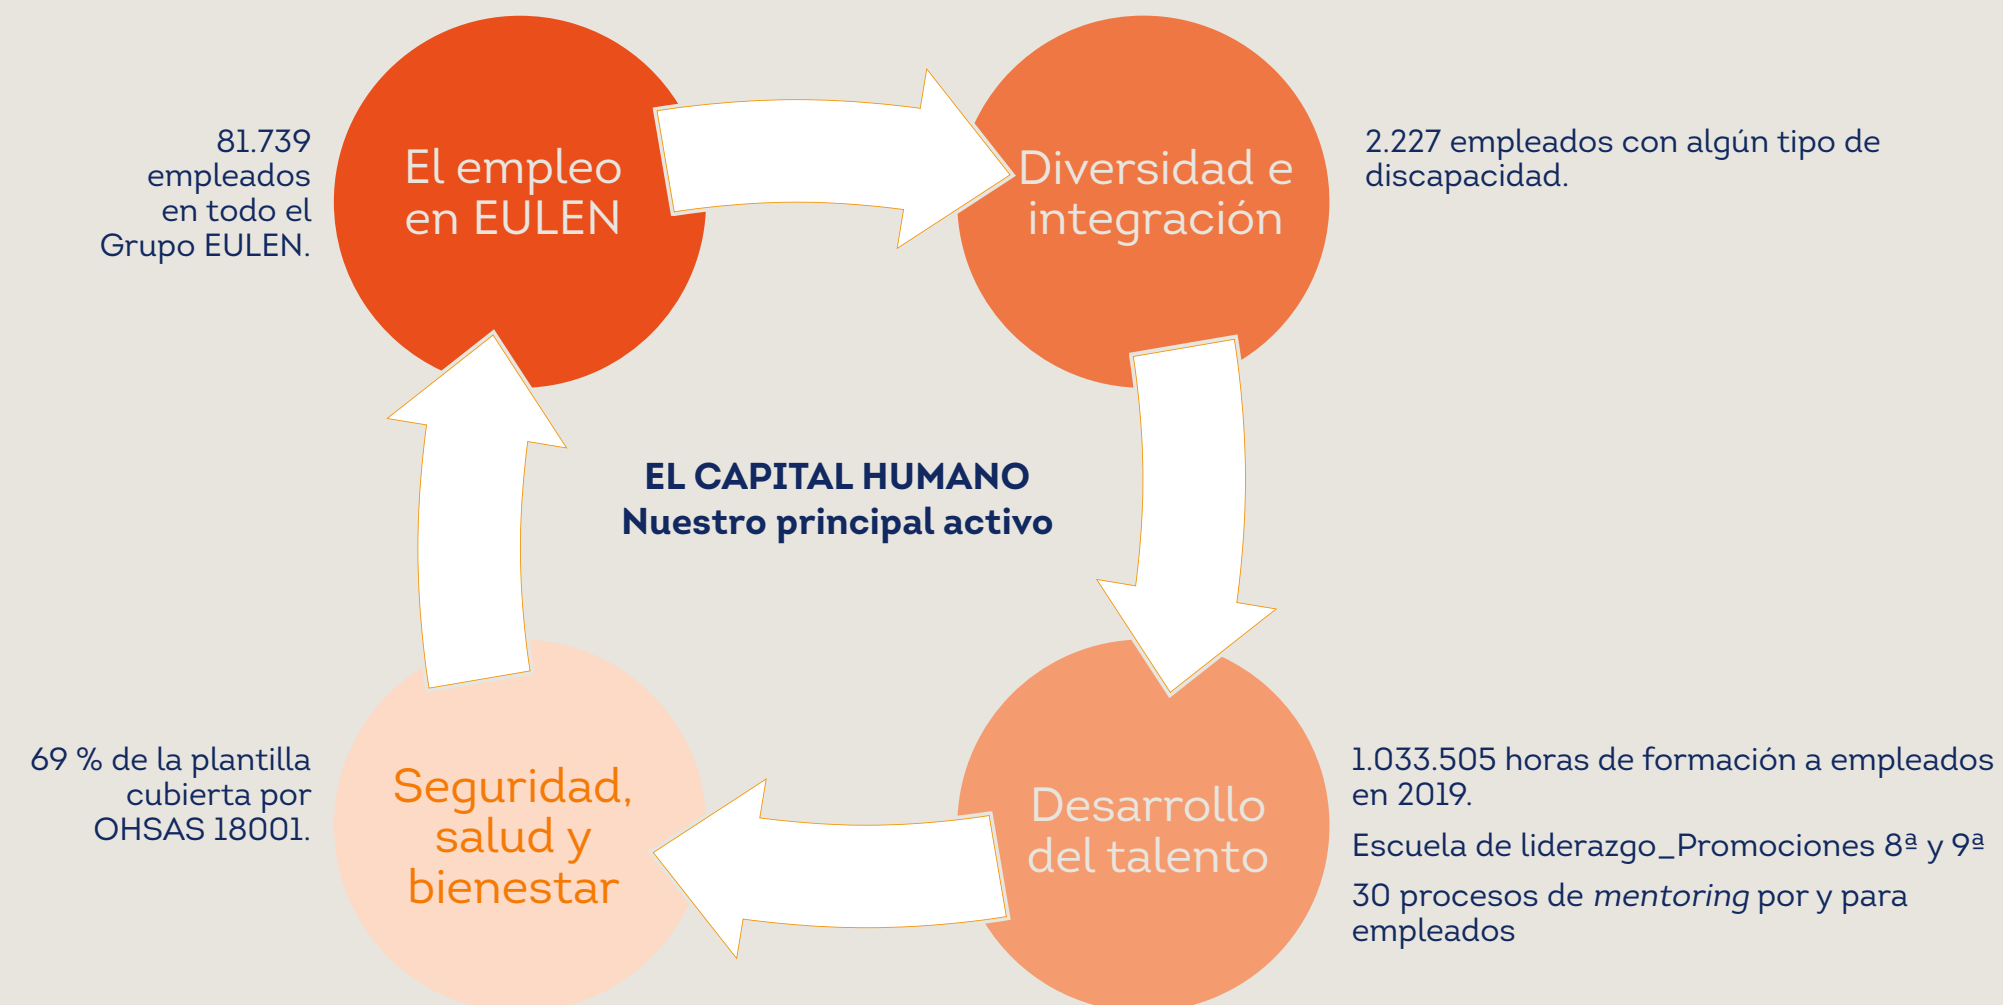 81.739
empleados
en todo el
Grupo EULEN.
El empleo
en EULEN
Diversidad e
integración
2.227 empleados con algún tipo de
discapacidad.
EL CAPITAL HUMANO
Nuestro principal activo
69 % de la plantilla
cubierta por
OHSAS 18001.
Seguridad,
salud y
bienestar
Desarrollo
del talento
1.033.505 horas de formación a empleados
en 2019.
Escuela de liderazgo_Promociones 8ª y 9ª
30 procesos de mentoring por y para
empleados